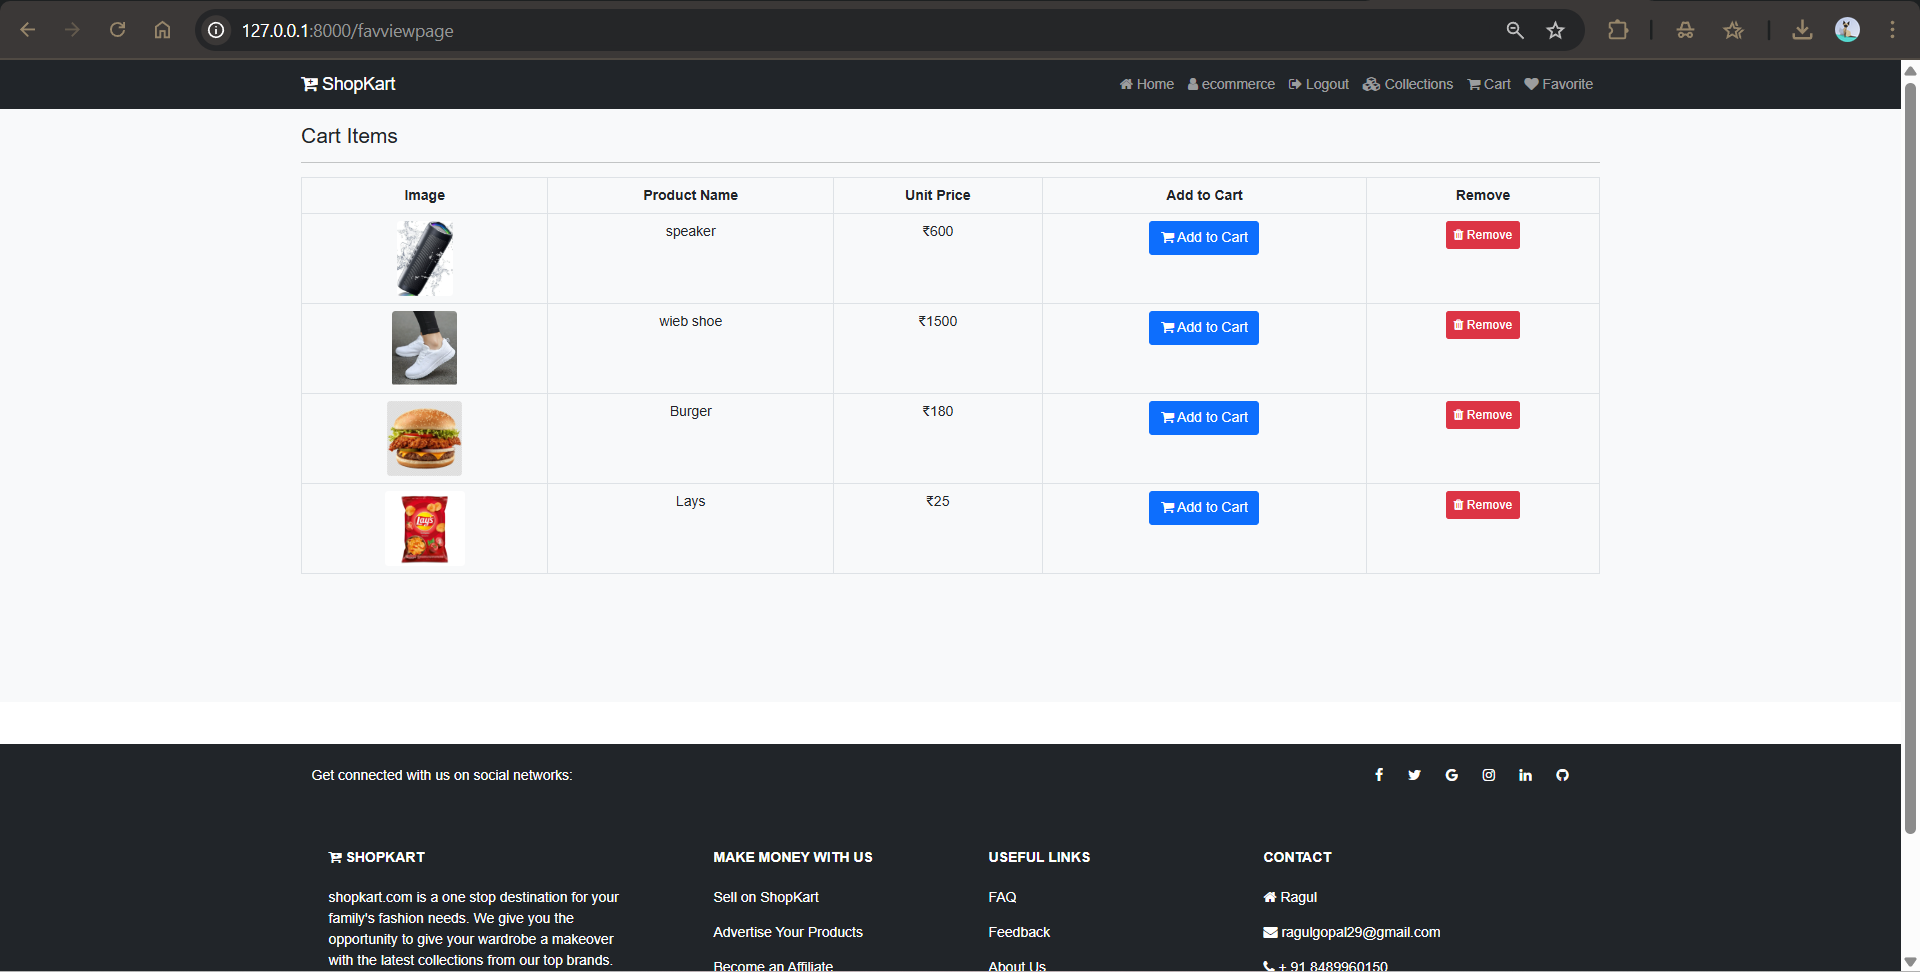 127.0.0.1:8000/favviewpage
ShopKart
Home ecommerce Logout Collections Cart Favorite
Cart Items
Image Product Name Unit Price Add to Cart Remove
speaker ₹600 Add to Cart Remove
wieb shoe ₹1500 Add to Cart Remove
Burger ₹180 Add to Cart Remove
Lay's
Lays ₹25 Add to Cart Remove
Get connected with us on social networks:
SHOPKART
shopkart.com is a one stop destination for your
family's fashion needs. We give you the
opportunity to give your wardrobe a makeover
with the latest collections from our top brands.
MAKE MONEY WITH US
Sell on ShopKart
Advertise Your Products
Become an Affiliate
USEFUL LINKS
FAQ
Feedback
About Us
CONTACT
Ragul
ragulgopal29@gmail.com
+ 91 8489960150